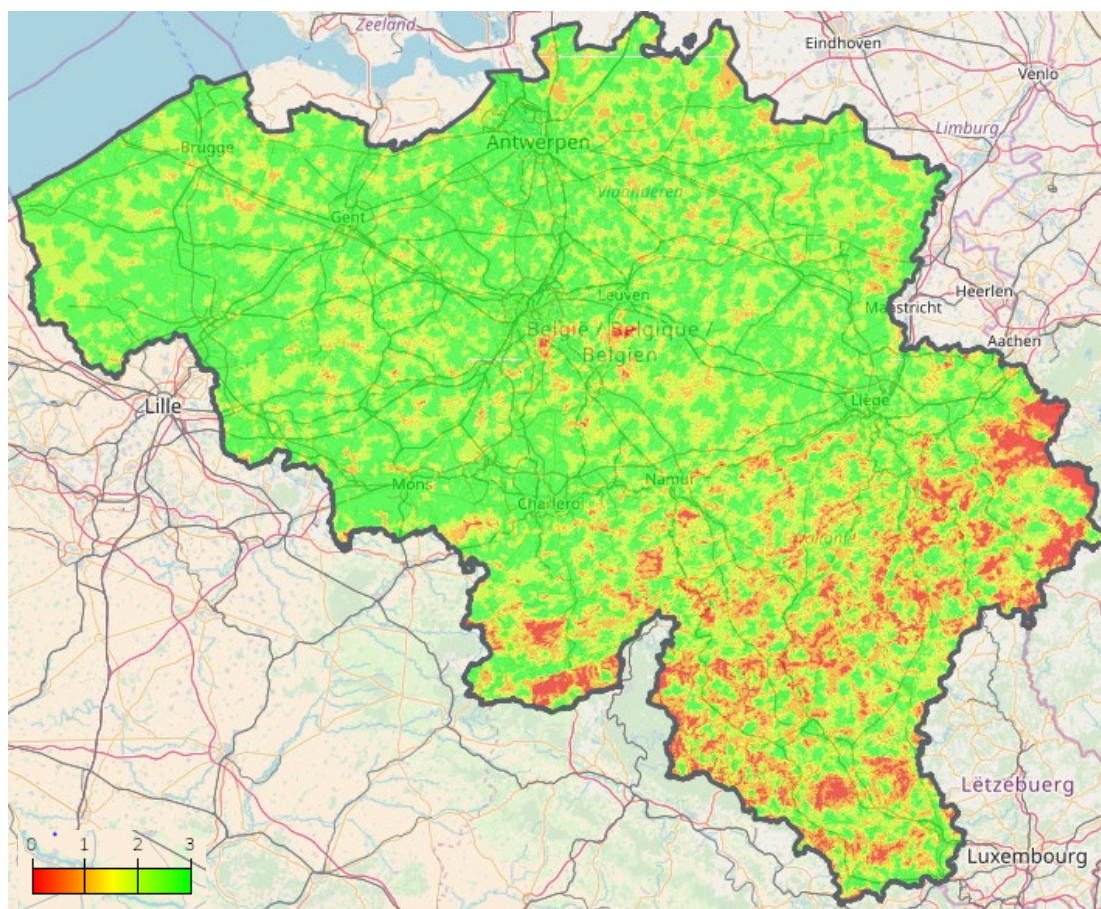 Zeeland
Eindhoven
Venlo
Brugge
Antwerpen
Limburg
Vlaanderen
Gent
Leuven
Maastricht
Heerlen
België / Belgique /
Belgien
Aachen
Lille
Liège
Mons
Namur
Charleroi
Wallonie
Lëtzebuerg
Luxembourg
0 1 2 3